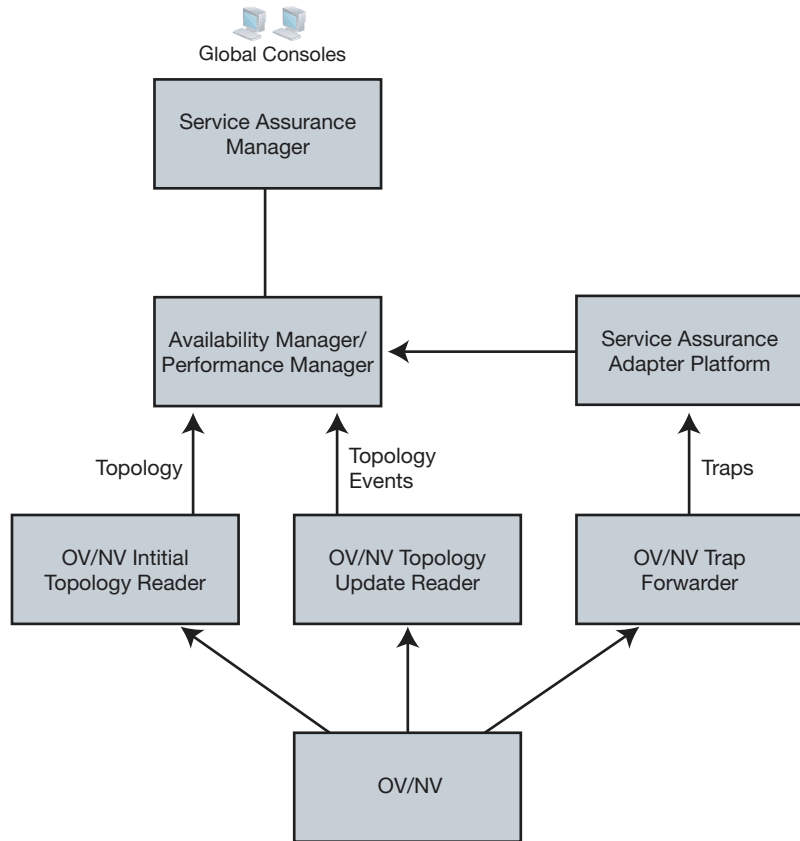 Global Consoles
Service Assurance
Manager
Availability Manager/
Performance Manager
Service Assurance
Adapter Platform
Topology
Topology
Events
Traps
OV/NV Intitial
Topology Reader
OV/NV Topology
Update Reader
OV/NV Trap
Forwarder
OV/NV